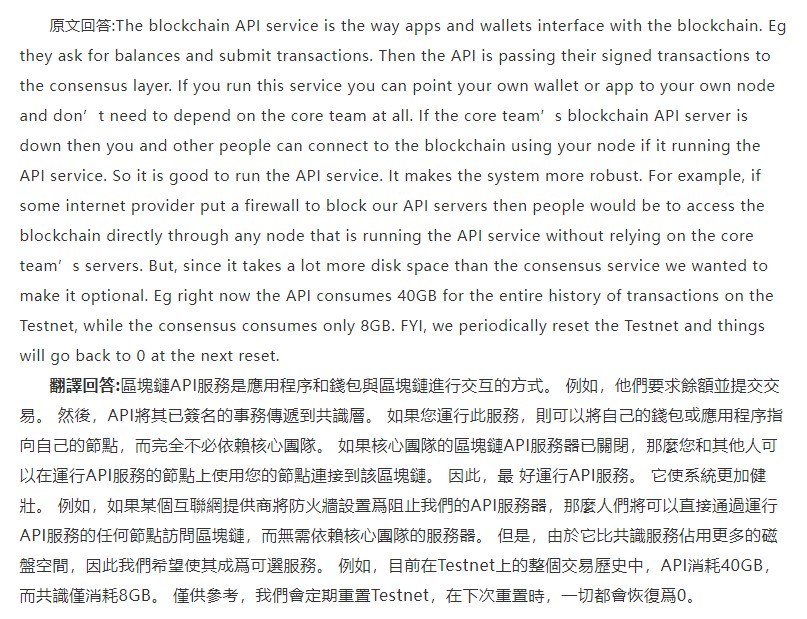 原文回答:The blockchain API service is the way apps and wallets interface with the blockchain. Eg
they ask for balances and submit transactions. Then the API is passing their signed transactions to
the consensus layer. If you run this service you can point your own wallet or app to your own node
and don’t need to depend on the core team at all. If the core team’s blockchain API server is
down then you and other people can connect to the blockchain using your node if it running the
API service. So it is good to run the API service. It makes the system more robust. For example, if
some internet provider put a firewall to block our API servers then people would be to access the
blockchain directly through any node that is running the API service without relying on the core
team’s servers. But, since it takes a lot more disk space than the consensus service we wanted to
make it optional. Eg right now the API consumes 40GB for the entire history of transactions on the
Testnet, while the consensus consumes only 8GB. FYI, we periodically reset the Testnet and things
will go back to 0 at the next reset.
翻譯回答:區塊鏈API服務是應用程序和錢包與區塊鏈進行交互的方式。 例如，他們要求餘額並提交交
易。 然後，API將其已簽名的事務傳遞到共識層。 如果您運行此服務，則可以將自己的錢包或應用程序指
向自己的節點，而完全不必依賴核心團隊。 如果核心團隊的區塊鏈API服務器已關閉，那麼您和其他人可
以在運行API服務的節點上使用您的節點連接到該區塊鏈。 因此，最 好運行API服務。 它使系統更加健
壯。 例如，如果某個互聯網提供商將防火牆設置爲阻止我們的API服務器，那麼人們將可以直接通過運行
API服務的任何節點訪問區塊鏈，而無需依賴核心團隊的服務器。 但是，由於它比共識服務佔用更多的磁
盤空間，因此我們希望使其成爲可選服務。 例如，目前在Testnet上的整個交易歷史中，API消耗40GB，
而共識僅消耗8GB。 僅供參考，我們會定期重置Testnet，在下次重置時，一切都會恢復爲0。